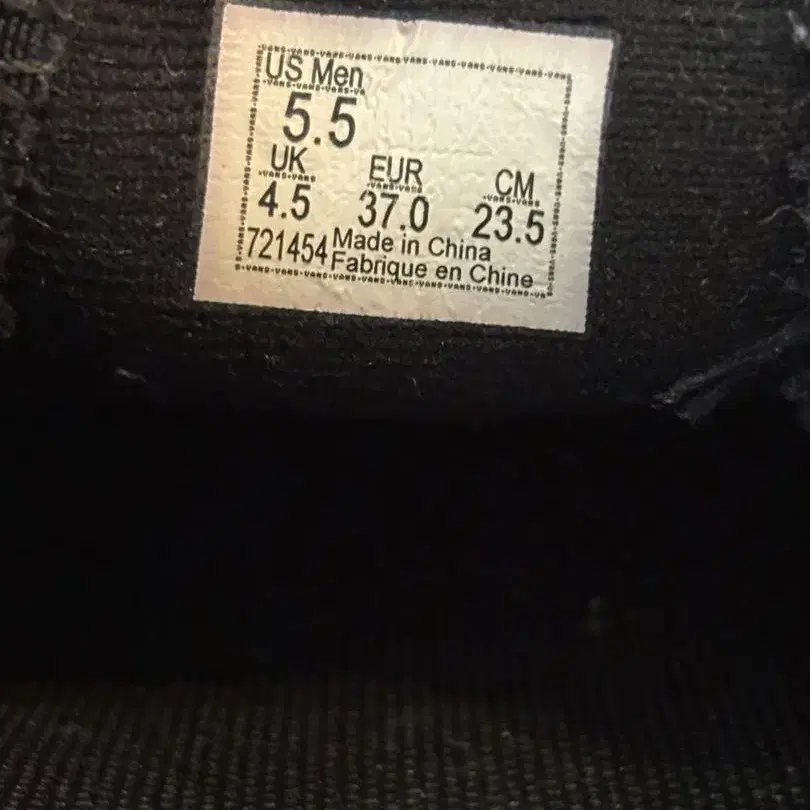 US Men
5.5
UK EUR CM
4.5 37.0 23.5
721454 Made in China
Fabrique en Chine